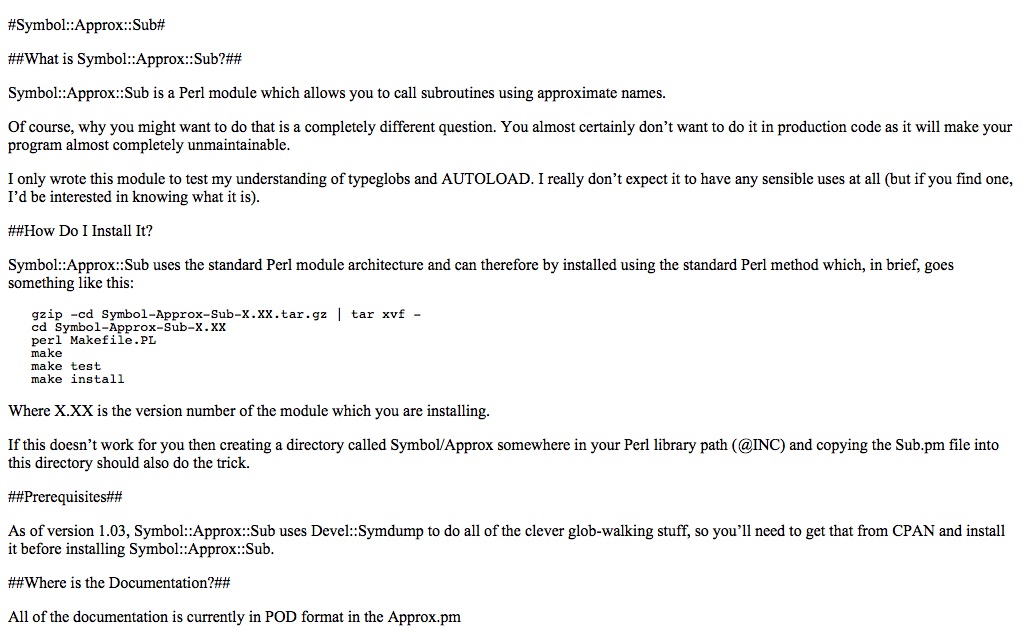 #Symbol::Approx::Sub#
##What is Symbol::Approx::Sub?##
Symbol::Approx::Sub is a Perl module which allows you to call subroutines using approximate names.
Of course, why you might want to do that is a completely different question. You almost certainly don’t want to do it in production code as it will make your
program almost completely unmaintainable.
I only wrote this module to test my understanding of typeglobs and AUTOLOAD. I really don’t expect it to have any sensible uses at all (but if you find one,
I’d be interested in knowing what it is).
##How Do I Install It?
Symbol::Approx::Sub uses the standard Perl module architecture and can therefore by installed using the standard Perl method which, in brief, goes
something like this:
gzip -cd Symbol-Approx-Sub-X.XX.tar.gz | tar xvf -
cd Symbol-Approx-Sub-X.XX
perl Makefile.PL
make
make test
make install
Where X.XX is the version number of the module which you are installing.
If this doesn’t work for you then creating a directory called Symbol/Approx somewhere in your Perl library path (@INC) and copying the Sub.pm file into
this directory should also do the trick.
##Prerequisites##
As of version 1.03, Symbol::Approx::Sub uses Devel::Symdump to do all of the clever glob-walking stuff, so you’ll need to get that from CPAN and install
it before installing Symbol::Approx::Sub.
##Where is the Documentation?##
All of the documentation is currently in POD format in the Approx.pm